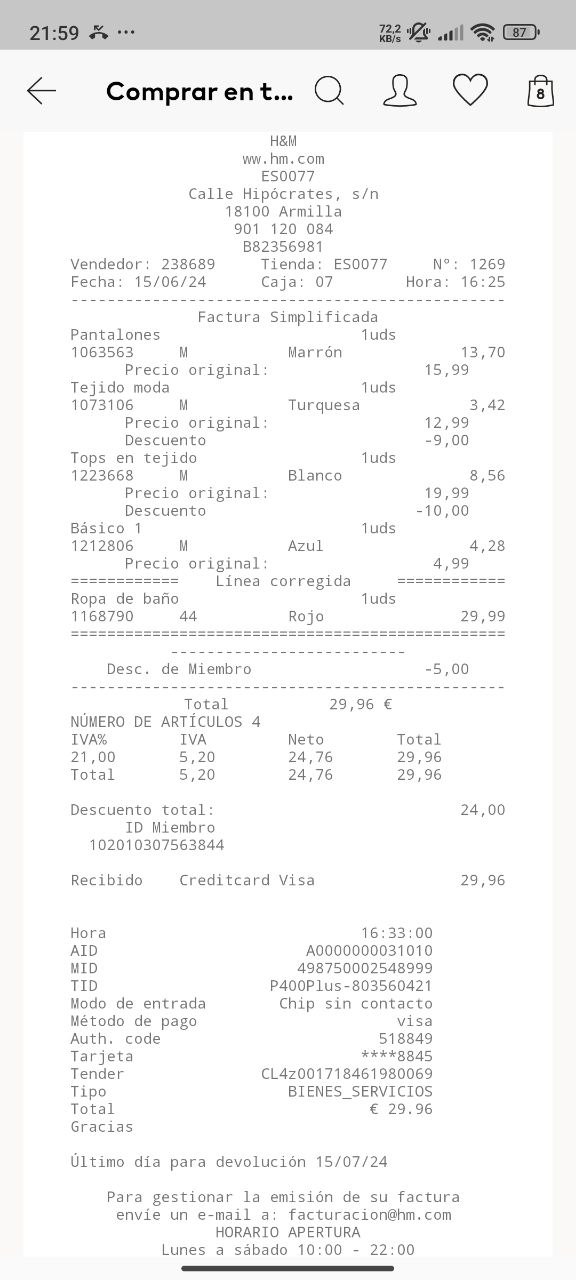 21:59 ... 72,2 KB/s 87
Comprar en t... 8
H&M
ww.hm.com
ES0077
Calle Hipócrates, s/n
18100 Armilla
901 120 084
B82356981
Vendedor: 238689 Tienda: ES0077 Nº: 1269
Fecha: 15/06/24 Caja: 07 Hora: 16:25
------------------------------------------------
Factura Simplificada
Pantalones 1uds
1063563 M Marrón 13,70
Precio original: 15,99
Tejido moda 1uds
1073106 M Turquesa 3,42
Precio original: 12,99
Descuento -9,00
Tops en tejido 1uds
1223668 M Blanco 8,56
Precio original: 19,99
Descuento -10,00
Básico 1 1uds
1212806 M Azul 4,28
Precio original: 4,99
============ Línea corregida ============
Ropa de baño 1uds
1168790 44 Rojo 29,99
================================================
--------------------------
Desc. de Miembro -5,00
------------------------------------------------
Total 29,96 €
NÚMERO DE ARTÍCULOS 4
IVA% IVA Neto Total
21,00 5,20 24,76 29,96
Total 5,20 24,76 29,96
Descuento total: 24,00
ID Miembro
102010307563844
Recibido Creditcard Visa 29,96
Hora 16:33:00
AID A0000000031010
MID 498750002548999
TID P400Plus-803560421
Modo de entrada Chip sin contacto
Método de pago visa
Auth. code 518849
Tarjeta ****8845
Tender CL4z001718461980069
Tipo BIENES_SERVICIOS
Total € 29.96
Gracias
Último día para devolución 15/07/24
Para gestionar la emisión de su factura
envíe un e-mail a: facturacion@hm.com
HORARIO APERTURA
Lunes a sábado 10:00 - 22:00